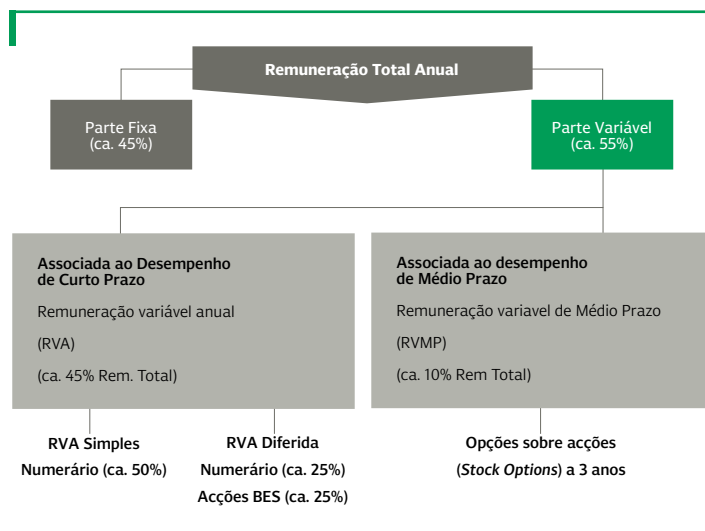 Remuneração Total Anual
Parte Fixa
(ca. 45%)
Parte Variável
(ca. 55%)
Associada ao Desempenho
de Curto Prazo
Remuneração variável anual
(RVA)
(ca. 45% Rem. Total)
Associada ao desempenho
de Médio Prazo
Remuneração variavel de Médio Prazo
(RVMP)
(ca. 10% Rem Total)
RVA Simples
Numerário (ca. 50%)
RVA Diferida
Numerário (ca. 25%)
Acções BES (ca. 25%)
Opções sobre acções
(Stock Options) a 3 anos